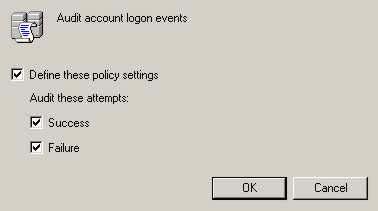 Audit account logon events
Define these policy settings
Audit these attempts:
Success
Failure
OK
Cancel